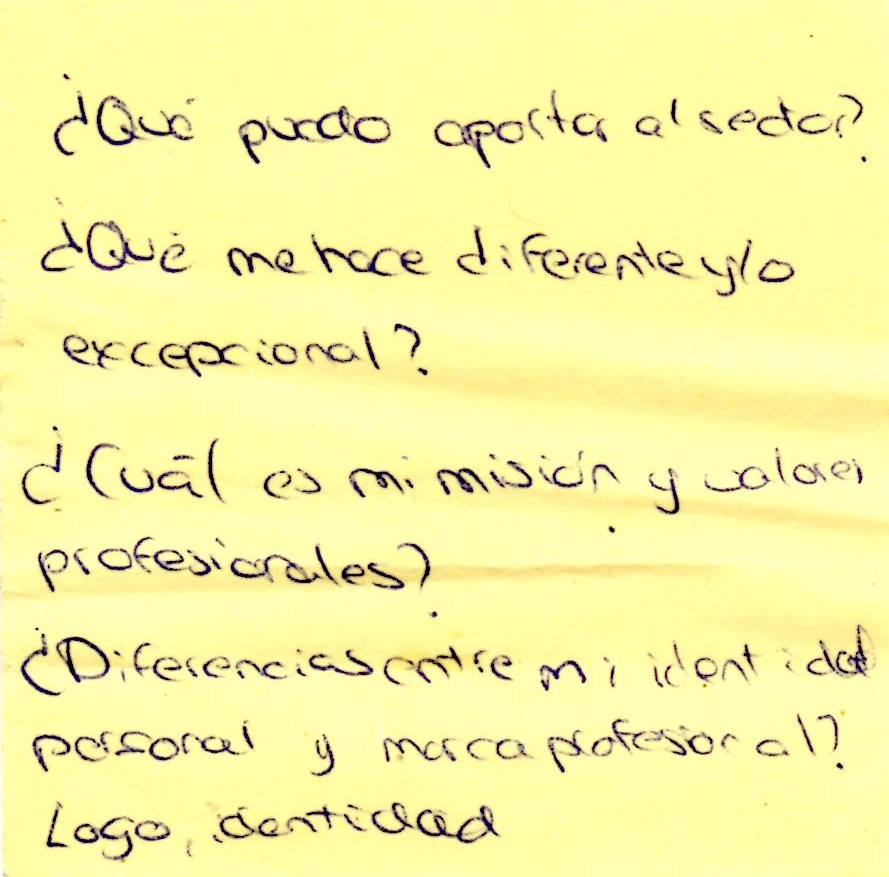 ¿Qué puedo aportar al sector?
¿Qué me hace diferente y/o
excepcional?
¿Cuál es mi misión y valores
profesionales?
¿Diferencias entre mi identidad
personal y marca profesional?
Logo, identidad